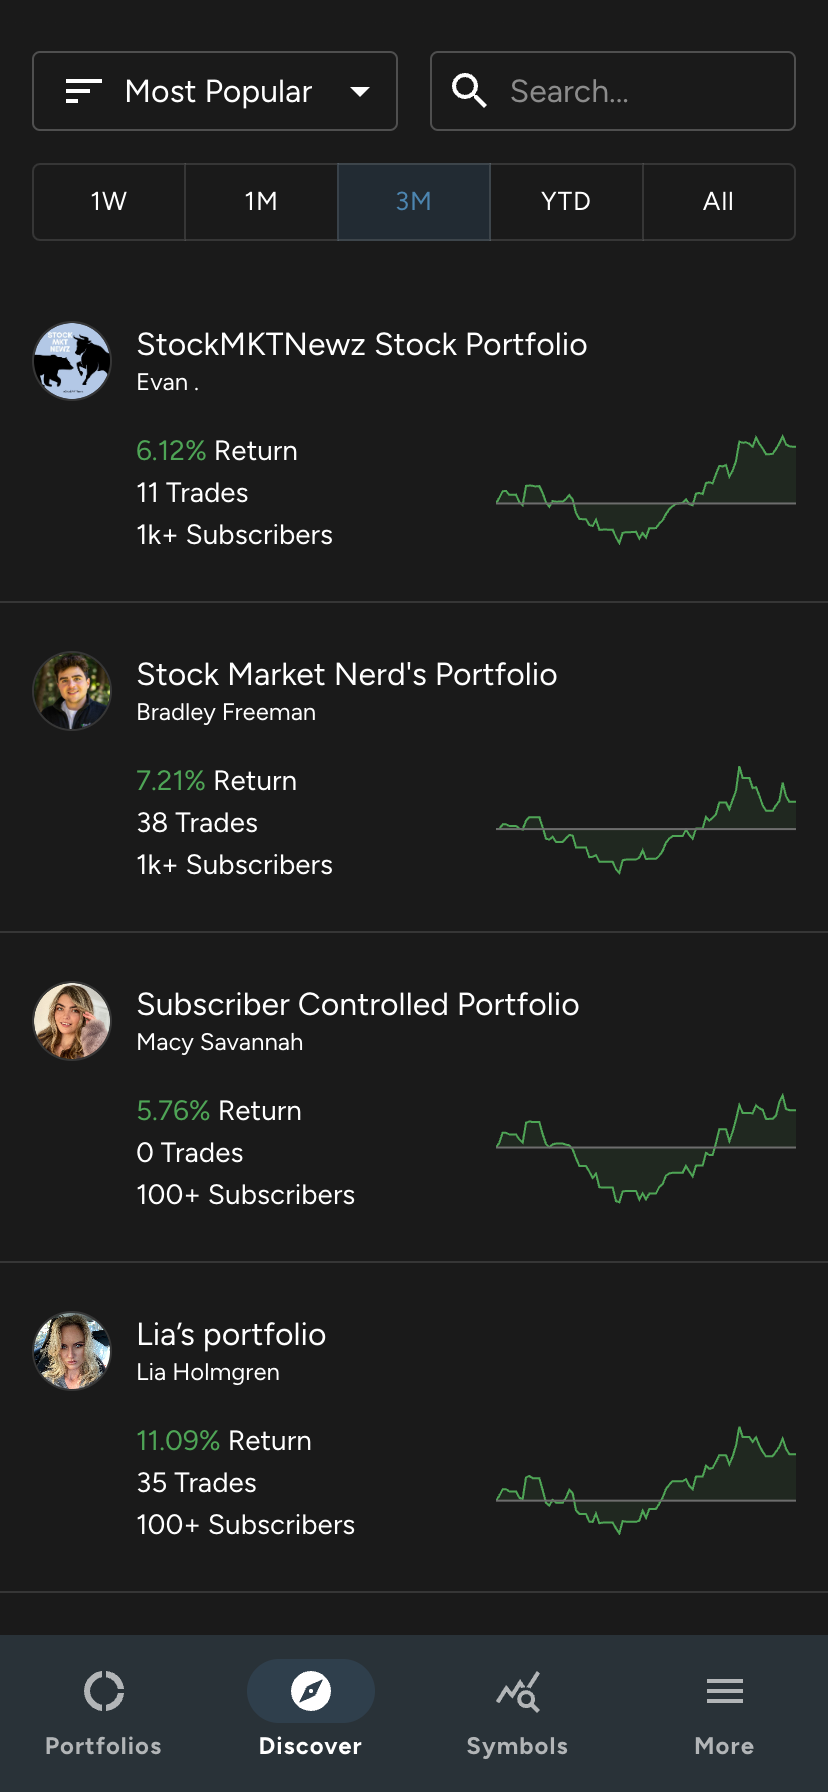 Most Popular
Search...
1W 1M 3M YTD All
STOCK
MKT
NEWZ
StockMKTNewz Stock Portfolio
Evan .
6.12% Return
11 Trades
1k+ Subscribers
Stock Market Nerd's Portfolio
Bradley Freeman
7.21% Return
38 Trades
1k+ Subscribers
Subscriber Controlled Portfolio
Macy Savannah
5.76% Return
0 Trades
100+ Subscribers
Lia’s portfolio
Lia Holmgren
11.09% Return
35 Trades
100+ Subscribers
Portfolios Discover Symbols More